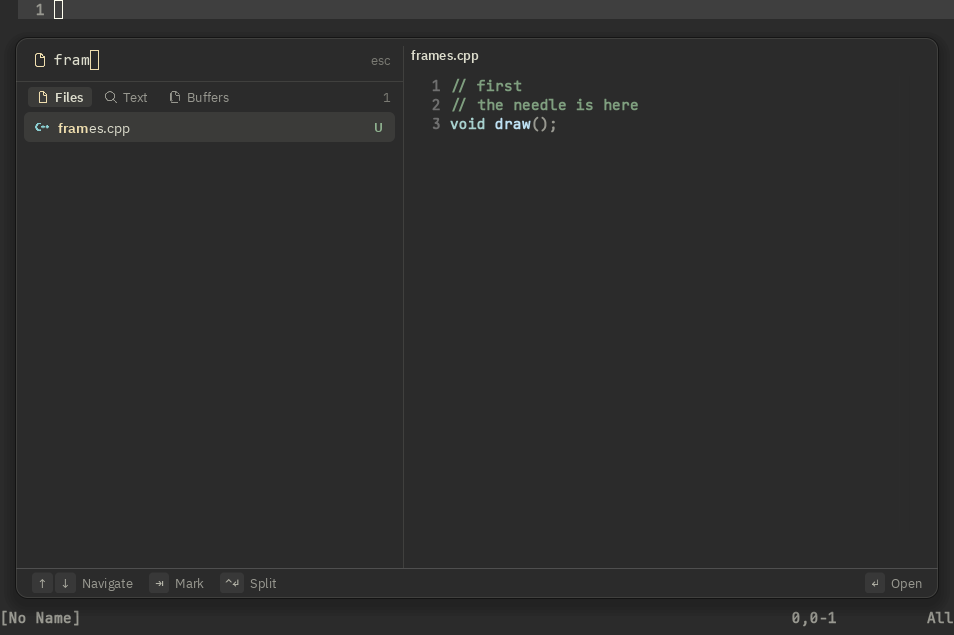 1
fram esc
Files Text Buffers 1
frames.cpp U
frames.cpp
1 // first
2 // the needle is here
3 void draw();
↑ ↓ Navigate ⇥ Mark ^↵ Split ↵ Open
[No Name] 0,0-1 All